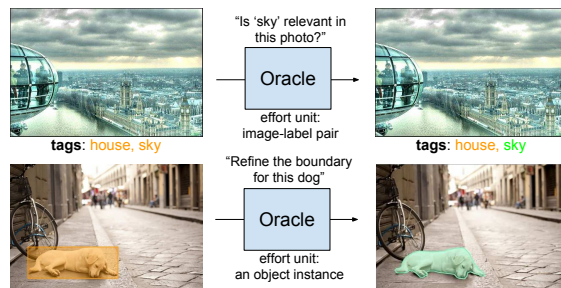 “Is ‘sky’ relevant in
this photo?”
Oracle
effort unit:
image-label pair
tags: house, sky
tags: house, sky
“Refine the boundary
for this dog”
Oracle
effort unit:
an object instance